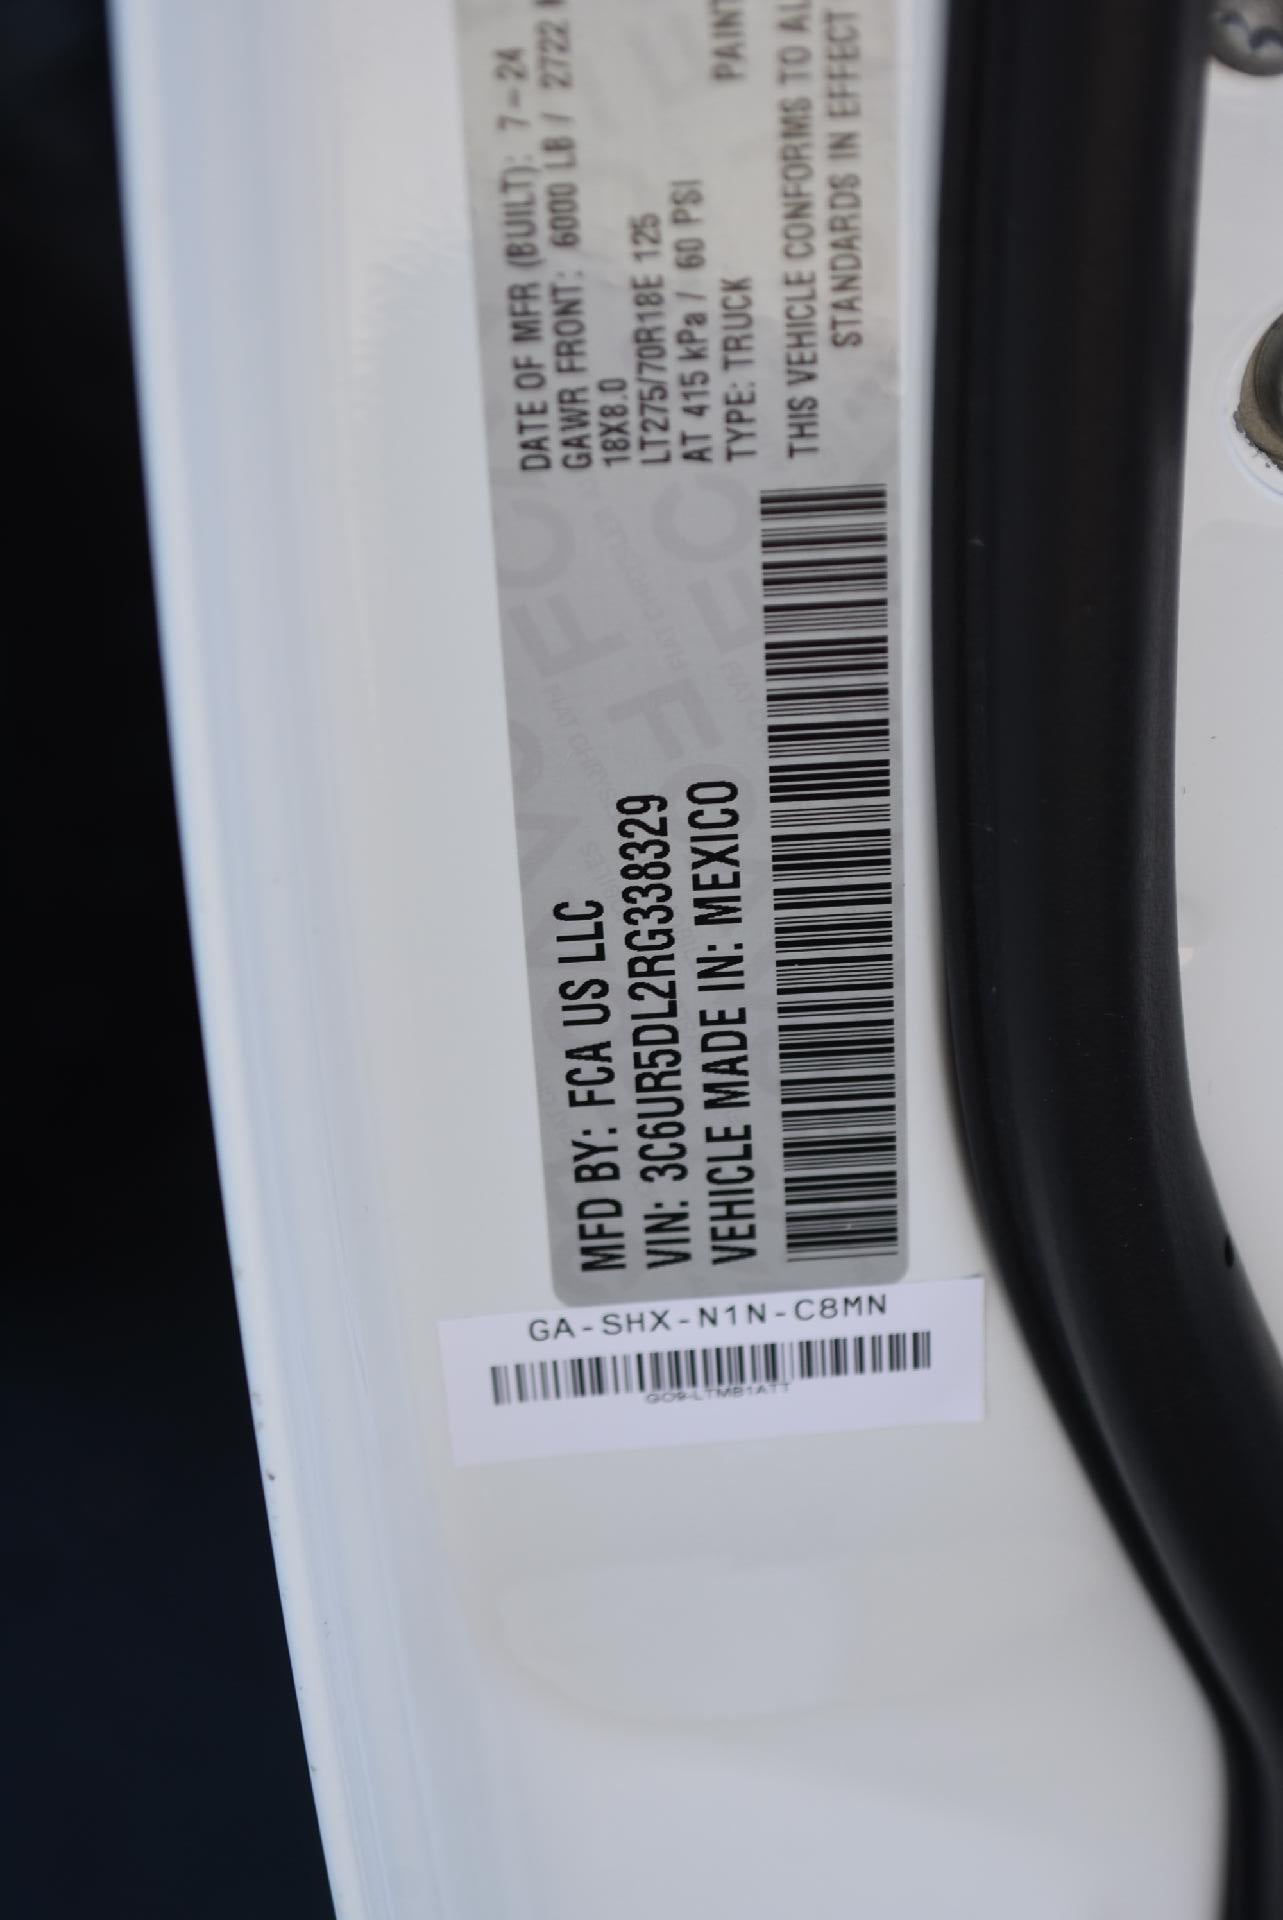 MFD BY: FCA US LLC
VIN: 3C6UR5DL2RG338329
VEHICLE MADE IN: MEXICO
DATE OF MFR (BUILT): 7-24
GAWR FRONT: 6000 LB / 2722
18X8.0
LT275/70R18E 125
AT 415 kPa / 60 PSI
TYPE: TRUCK
PAINT
THIS VEHICLE CONFORMS TO AL
STANDARDS IN EFFECT
GA-SHX-N1N-C8MN
GO9-LTMB1ATT